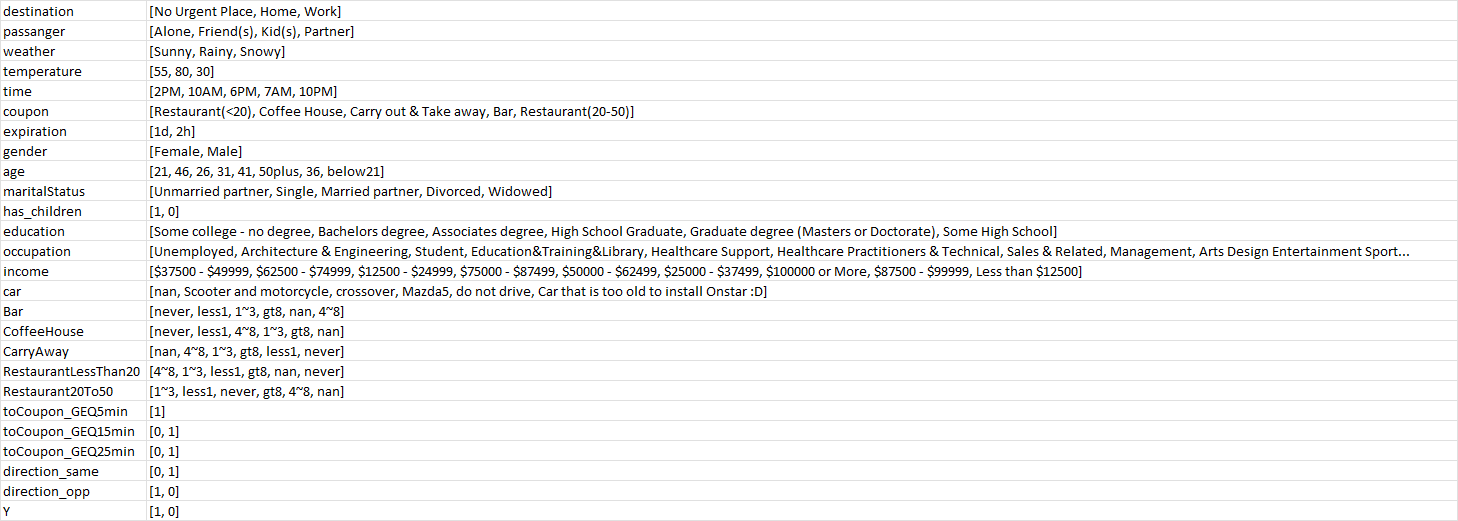 destination [No Urgent Place, Home, Work]
passanger [Alone, Friend(s), Kid(s), Partner]
weather [Sunny, Rainy, Snowy]
temperature [55, 80, 30]
time [2PM, 10AM, 6PM, 7AM, 10PM]
coupon [Restaurant(<20), Coffee House, Carry out & Take away, Bar, Restaurant(20-50)]
expiration [1d, 2h]
gender [Female, Male]
age [21, 46, 26, 31, 41, 50plus, 36, below21]
maritalStatus [Unmarried partner, Single, Married partner, Divorced, Widowed]
has_children [1, 0]
education [Some college - no degree, Bachelors degree, Associates degree, High School Graduate, Graduate degree (Masters or Doctorate), Some High School]
occupation [Unemployed, Architecture & Engineering, Student, Education&Training&Library, Healthcare Support, Healthcare Practitioners & Technical, Sales & Related, Management, Arts Design Entertainment Sport...
income [$37500 - $49999, $62500 - $74999, $12500 - $24999, $75000 - $87499, $50000 - $62499, $25000 - $37499, $100000 or More, $87500 - $99999, Less than $12500]
car [nan, Scooter and motorcycle, crossover, Mazda5, do not drive, Car that is too old to install Onstar :D]
Bar [never, less1, 1~3, gt8, nan, 4~8]
CoffeeHouse [never, less1, 4~8, 1~3, gt8, nan]
CarryAway [nan, 4~8, 1~3, gt8, less1, never]
RestaurantLessThan20 [4~8, 1~3, less1, gt8, nan, never]
Restaurant20To50 [1~3, less1, never, gt8, 4~8, nan]
toCoupon_GEQ5min [1]
toCoupon_GEQ15min [0, 1]
toCoupon_GEQ25min [0, 1]
direction_same [0, 1]
direction_opp [1, 0]
Y [1, 0]